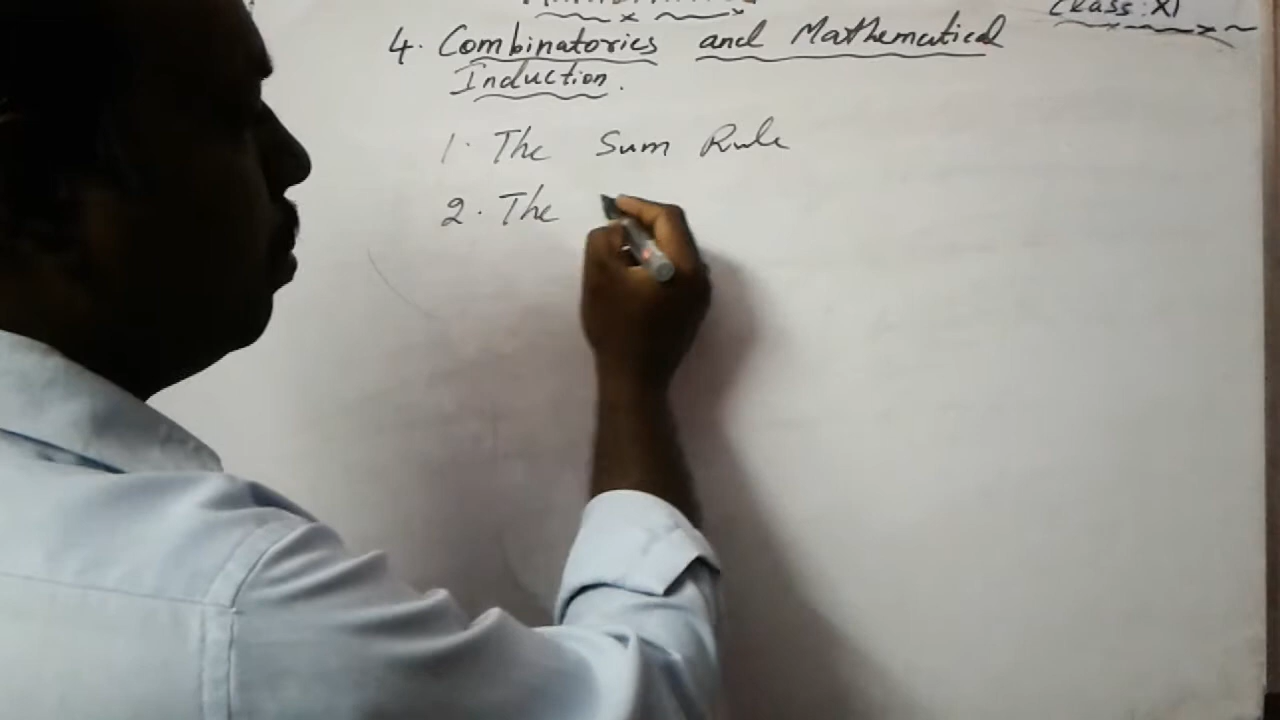 Class: XI
4. Combinatorics and Mathematical
Induction.
1. The Sum Rule
2. The